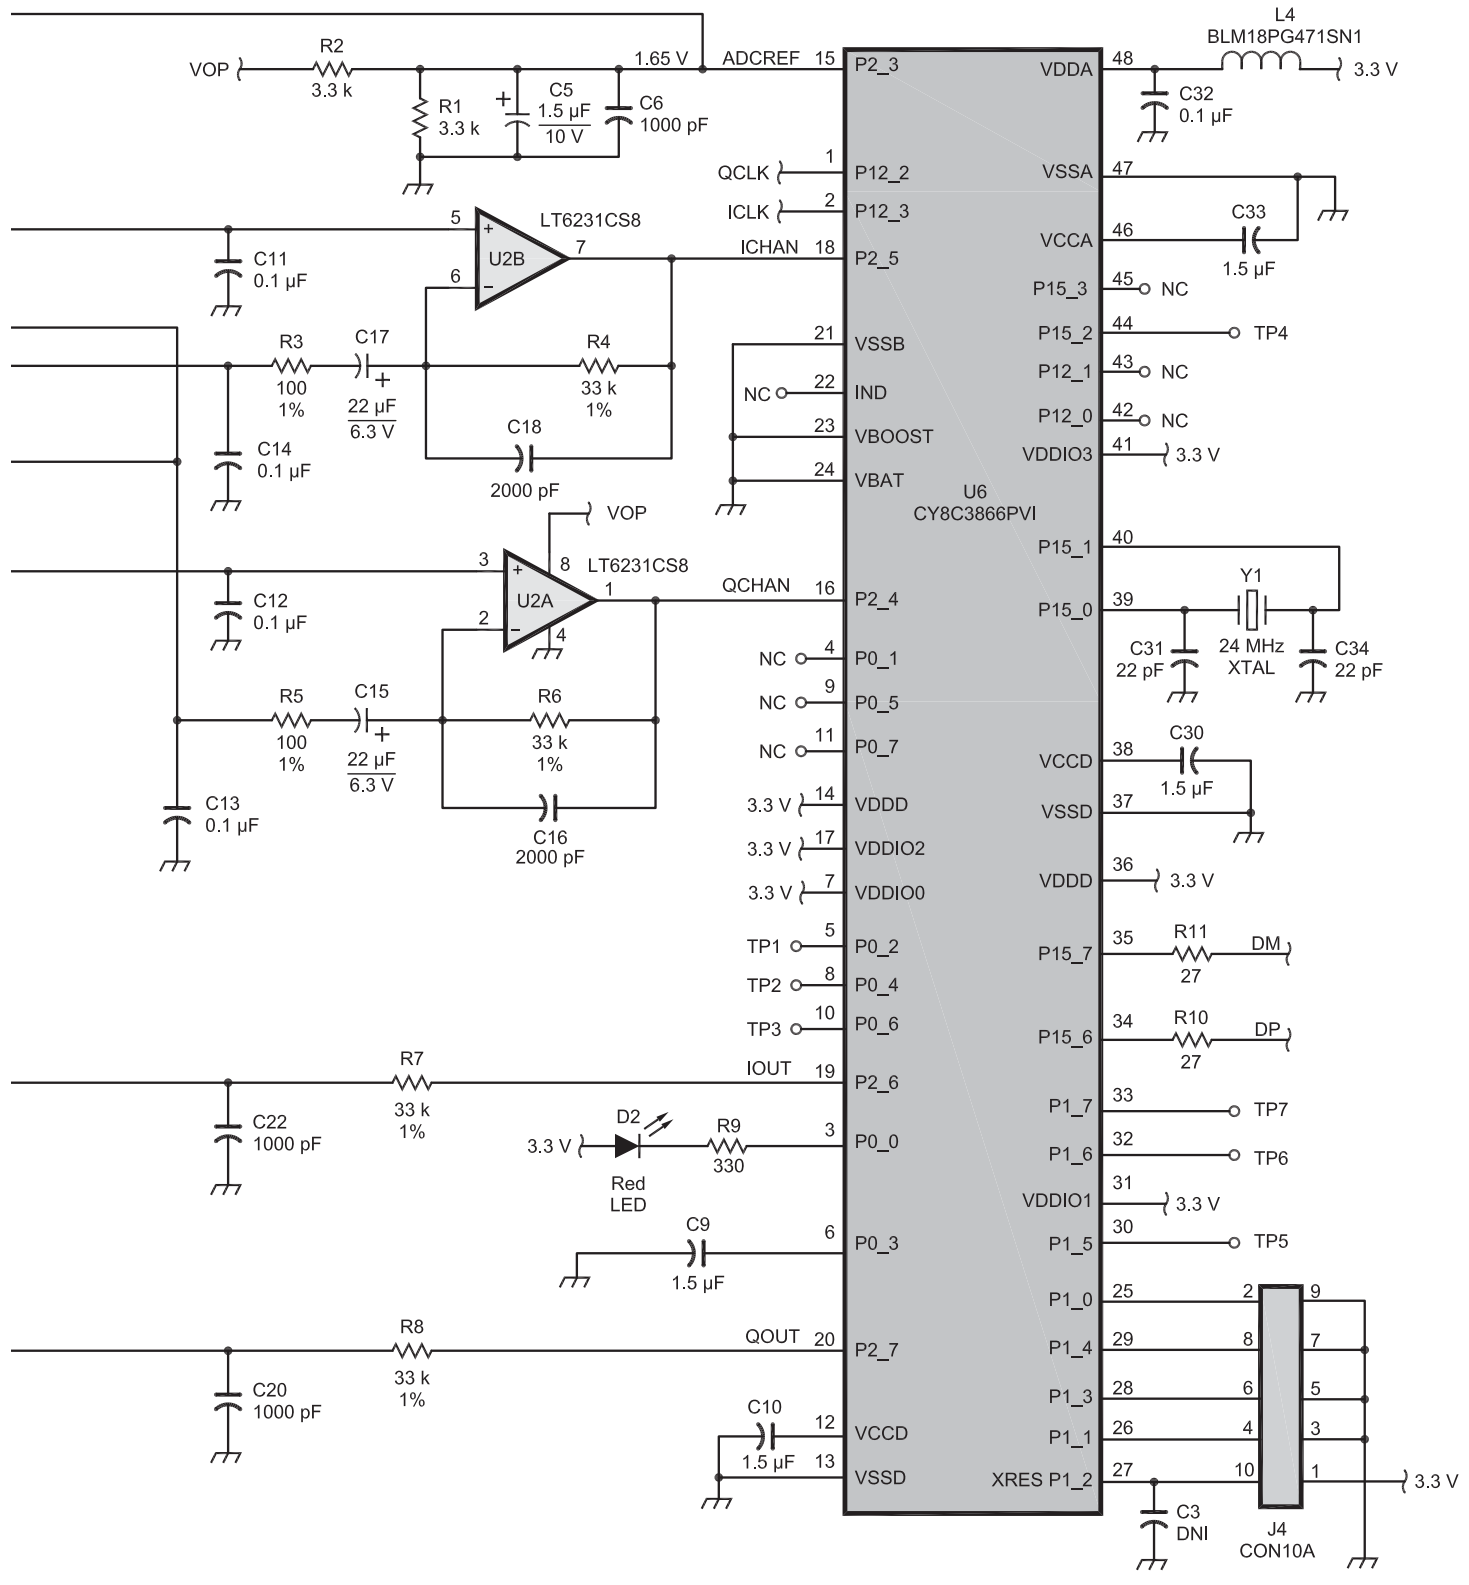 L4
BLM18PG471SN1
3.3 V
48
VDDA
C32
0.1 µF
VOP
R2
3.3 k
R1
3.3 k
+
C5
1.5 µF
10 V
C6
1000 pF
1.65 V
ADCREF
15
P2_3
QCLK
1
P12_2
ICLK
2
P12_3
VSSA
47
VCCA
46
C33
1.5 µF
C11
0.1 µF
5
+
6
–
U2B
LT6231CS8
7
ICHAN
18
P2_5
P15_3
45
NC
P15_2
44
TP4
P12_1
43
NC
P12_0
42
NC
VDDIO3
41
3.3 V
R3
100
1%
C17
+
22 µF
6.3 V
R4
33 k
1%
C18
2000 pF
C14
0.1 µF
21
VSSB
NC
22
IND
23
VBOOST
24
VBAT
U6
CY8C3866PVI
VOP
8
LT6231CS8
3
+
2
–
U2A
1
4
QCHAN
16
P2_4
C12
0.1 µF
P15_1
40
P15_0
39
Y1
24 MHz
XTAL
C31
22 pF
C34
22 pF
NC
4
P0_1
NC
9
P0_5
NC
11
P0_7
R5
100
1%
C15
+
22 µF
6.3 V
R6
33 k
1%
C16
2000 pF
C13
0.1 µF
VCCD
38
C30
1.5 µF
VSSD
37
VDDD
36
3.3 V
3.3 V
14
VDDD
3.3 V
17
VDDIO2
3.3 V
7
VDDIO0
TP1
5
P0_2
TP2
8
P0_4
TP3
10
P0_6
P15_7
35
R11
27
DM
P15_6
34
R10
27
DP
C22
1000 pF
R7
33 k
1%
IOUT
19
P2_6
3.3 V
D2
Red
LED
R9
330
3
P0_0
P1_7
33
TP7
P1_6
32
TP6
VDDIO1
31
3.3 V
P1_5
30
TP5
C9
1.5 µF
6
P0_3
C20
1000 pF
R8
33 k
1%
QOUT
20
P2_7
C10
1.5 µF
12
VCCD
13
VSSD
P1_0
25
2
9
P1_4
29
8
7
P1_3
28
6
5
P1_1
26
4
3
XRES P1_2
27
10
1
3.3 V
C3
DNI
J4
CON10A